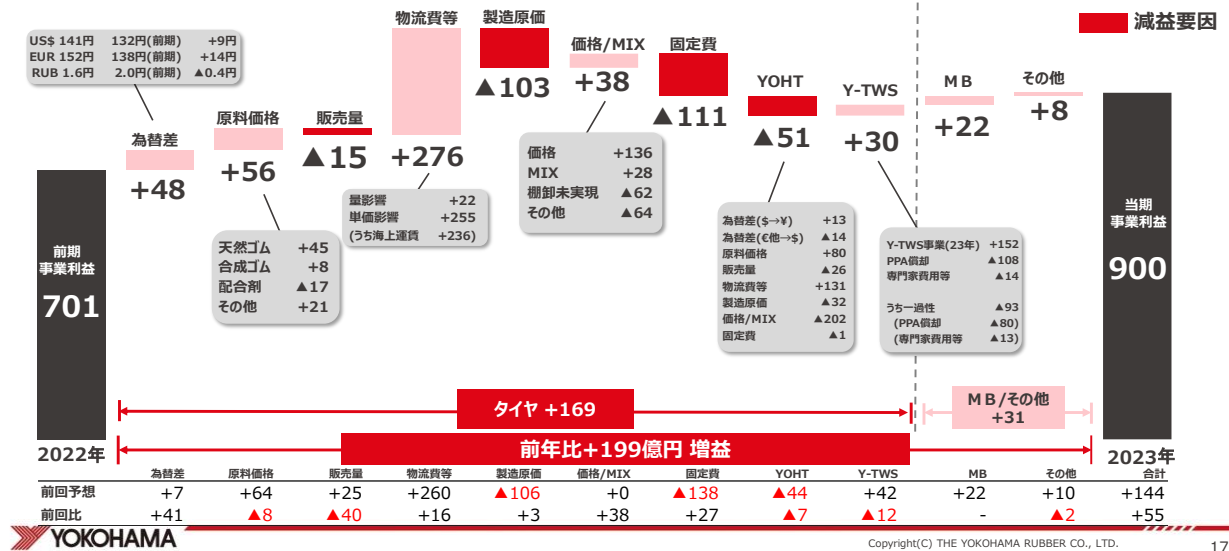 減益要因
US$ 141円 132円(前期) +9円
EUR 152円 138円(前期) +14円
RUB 1.6円 2.0円(前期) ▲0.4円
為替差
+48
原料価格
+56
販売量
▲15
物流費等
+276
製造原価
▲103
価格/MIX
+38
固定費
▲111
YOHT
▲51
Y-TWS
+30
MB
+22
その他
+8
天然ゴム +45
合成ゴム +8
配合剤 ▲17
その他 +21
量影響 +22
単価影響 +255
(うち海上運賃 +236)
価格 +136
MIX +28
棚卸未実現 ▲62
その他 ▲64
為替差($→¥) +13
為替差(€他→$) ▲14
原料価格 +80
販売量 ▲26
物流費等 +131
製造原価 ▲32
価格/MIX ▲202
固定費 ▲1
Y-TWS事業(23年) +152
PPA償却 ▲108
専門家費用等 ▲14
うち一過性 ▲93
(PPA償却 ▲80)
(専門家費用等 ▲13)
前期
事業利益
701
当期
事業利益
900
タイヤ +169
MB/その他
+31
前年比+199億円 増益
2022年
2023年
為替差 原料価格 販売量 物流費等 製造原価 価格/MIX 固定費 YOHT Y-TWS MB その他 合計
前回予想 +7 +64 +25 +260 ▲106 +0 ▲138 ▲44 +42 +22 +10 +144
前回比 +41 ▲8 ▲40 +16 +3 +38 +27 ▲7 ▲12 - ▲2 +55
YOKOHAMA
Copyright(C) THE YOKOHAMA RUBBER CO., LTD.
17